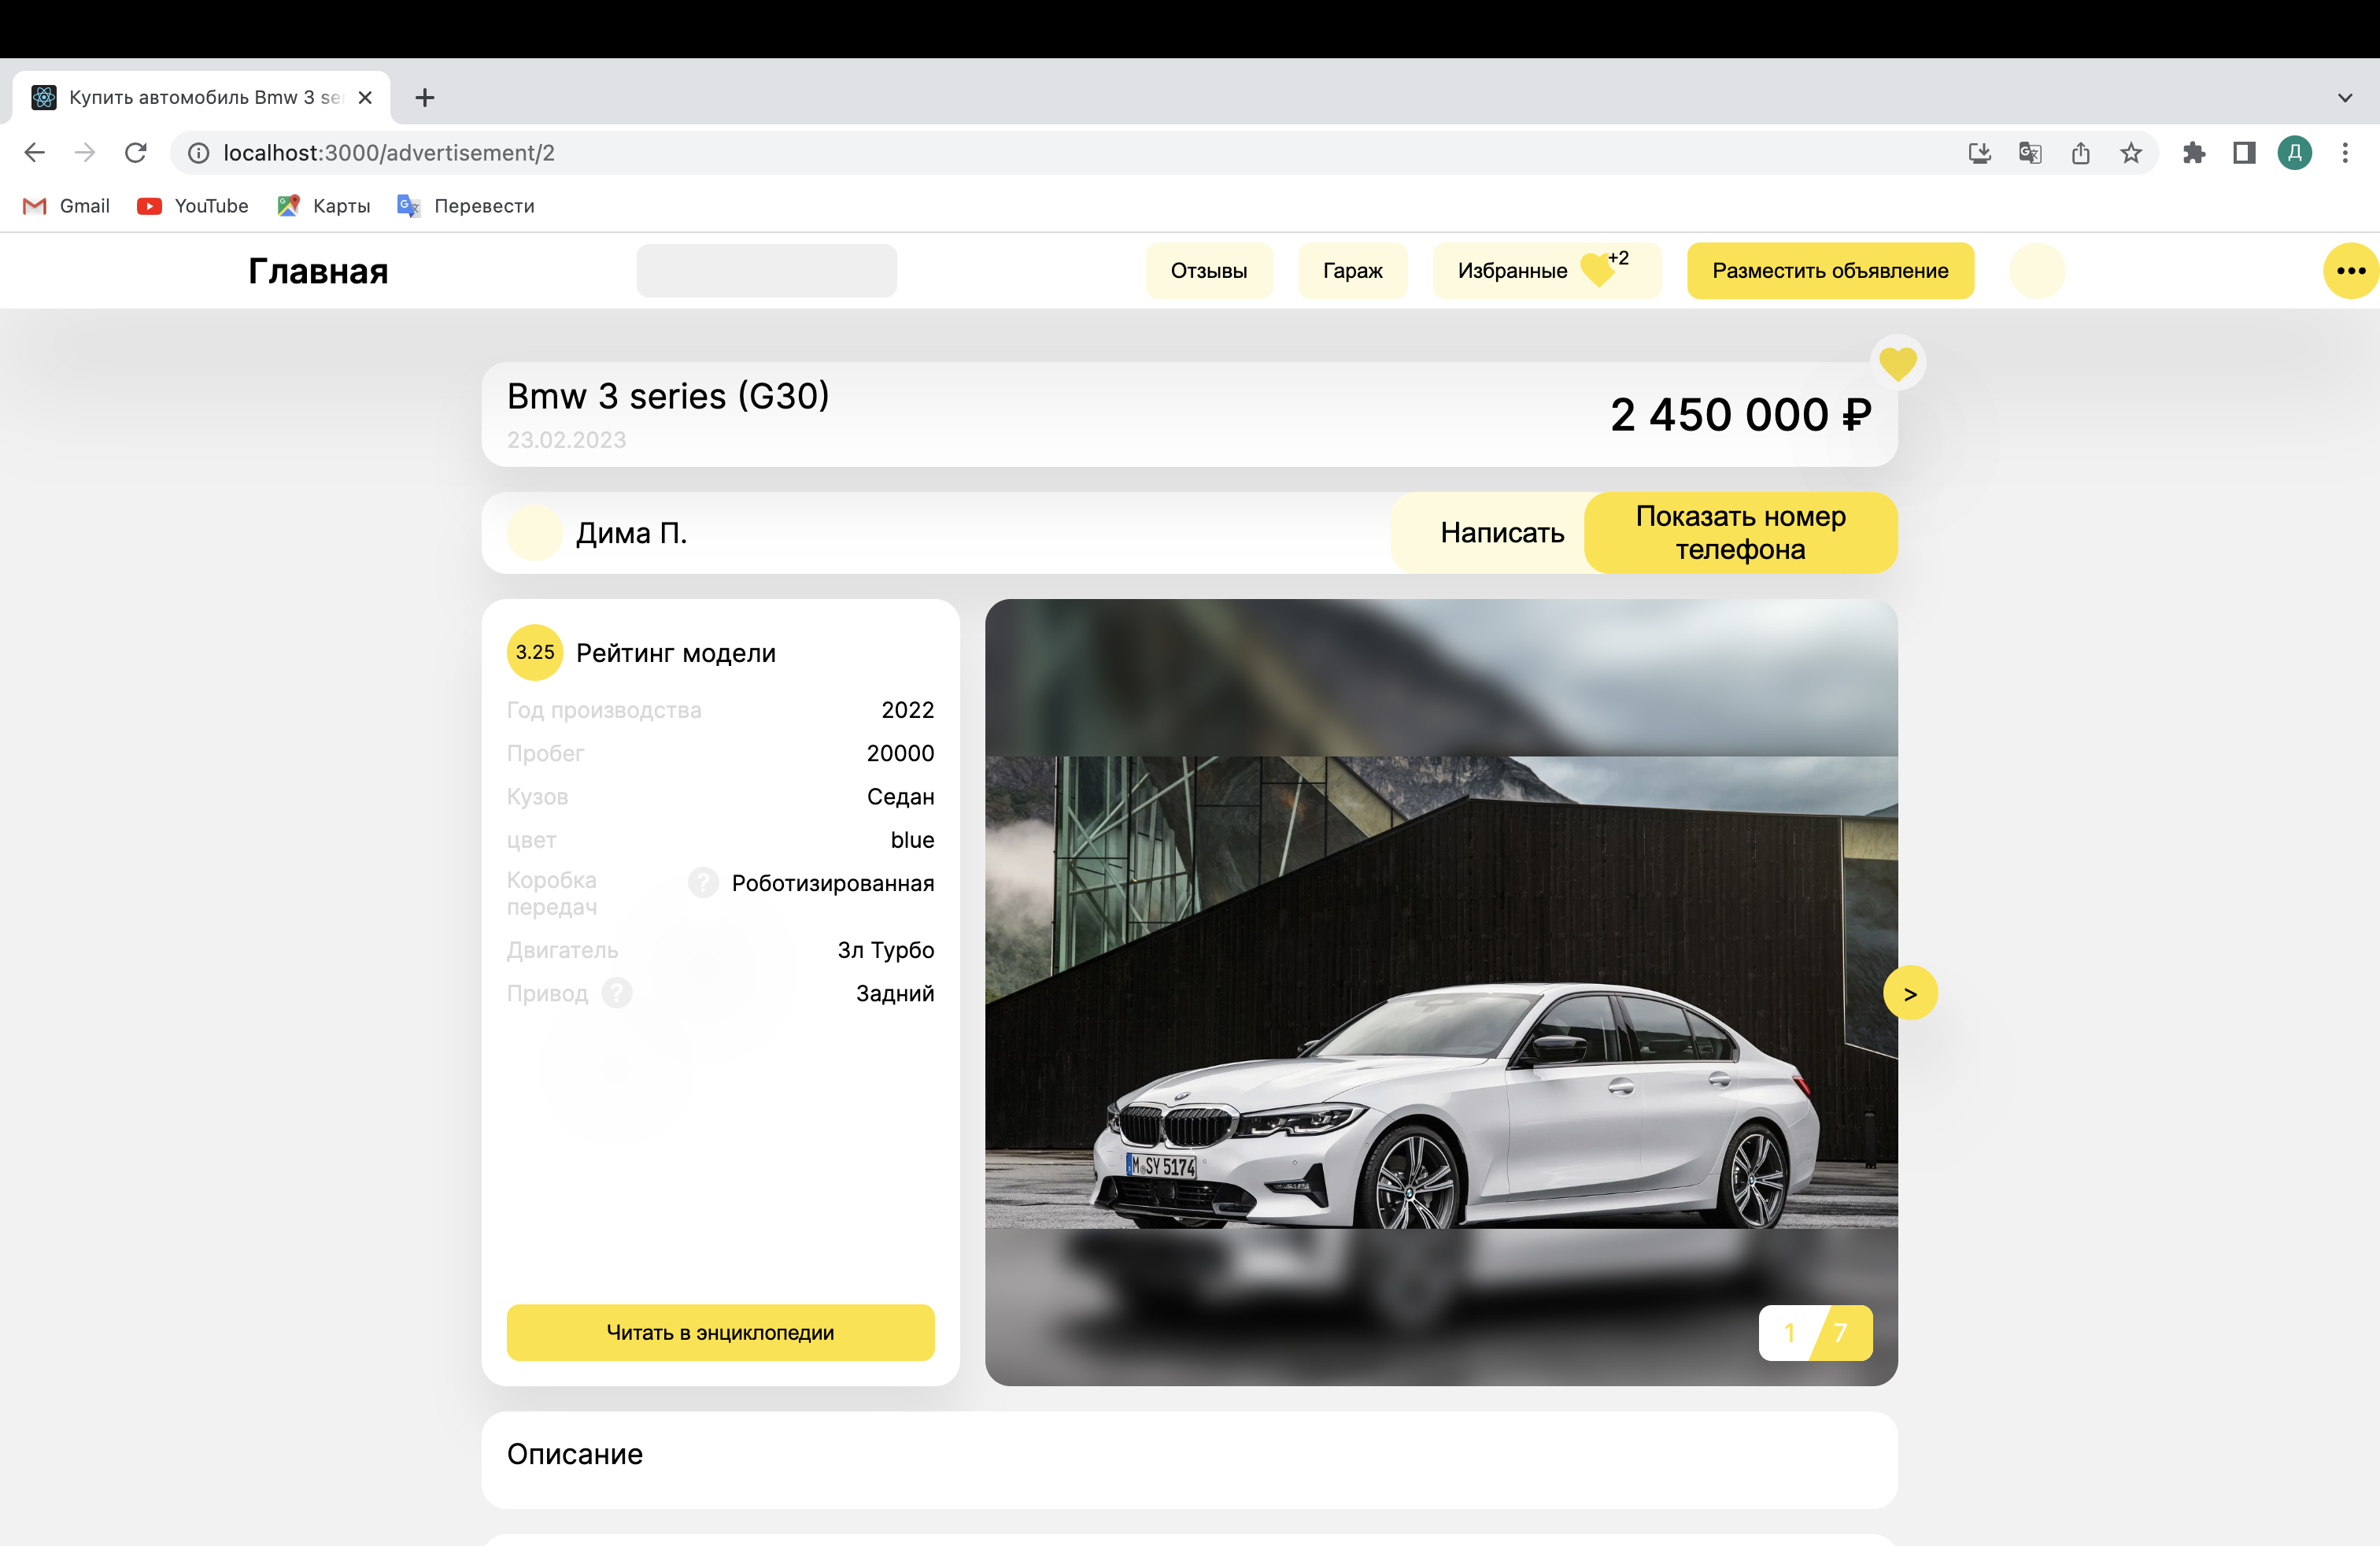 Купить автомобиль Bmw 3 se
localhost:3000/advertisement/2
Д
Gmail
YouTube
Карты
Перевести
Главная
Отзывы
Гараж
Избранные +2
Разместить объявление
Bmw 3 series (G30)
23.02.2023
2 450 000 ₽
Дима П.
Написать
Показать номер
телефона
3.25 Рейтинг модели
Год производства 2022
Пробег 20000
Кузов Седан
цвет blue
Коробка
передач ? Роботизированная
Двигатель 3л Турбо
Привод ? Задний
Читать в энциклопедии
M SY 5174
>
1 7
Описание